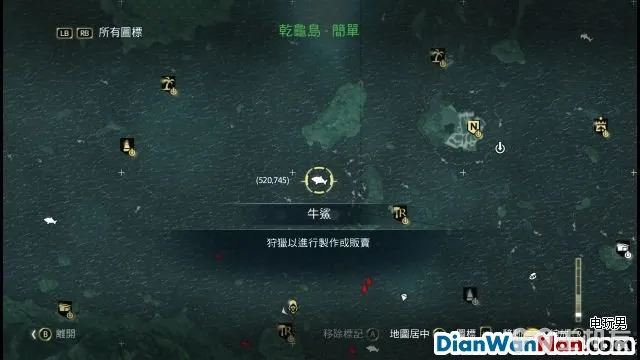 LB RB 所有圖標
乾龜島 - 簡單
N
(520,745)
牛鯊
狩獵以進行製作或販賣
B 離開
移除標記 A
地圖居中
圖標
电玩男
DianWanNan.com